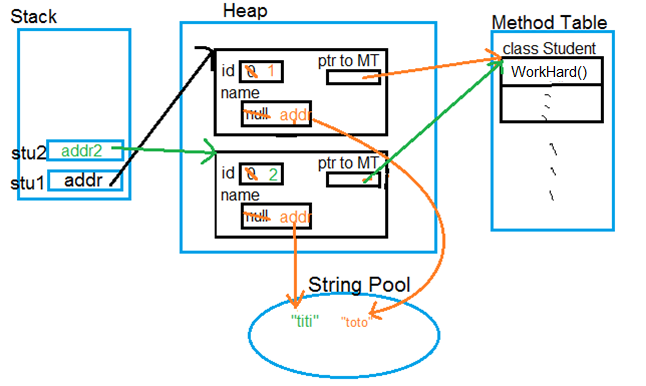 Stack
Heap
Method Table
class Student
WorkHard()
id 0 1
ptr to MT
name
null addr
stu2 addr2
stu1 addr
id 0 2
ptr to MT
name
null addr
String Pool
"titi" "toto"